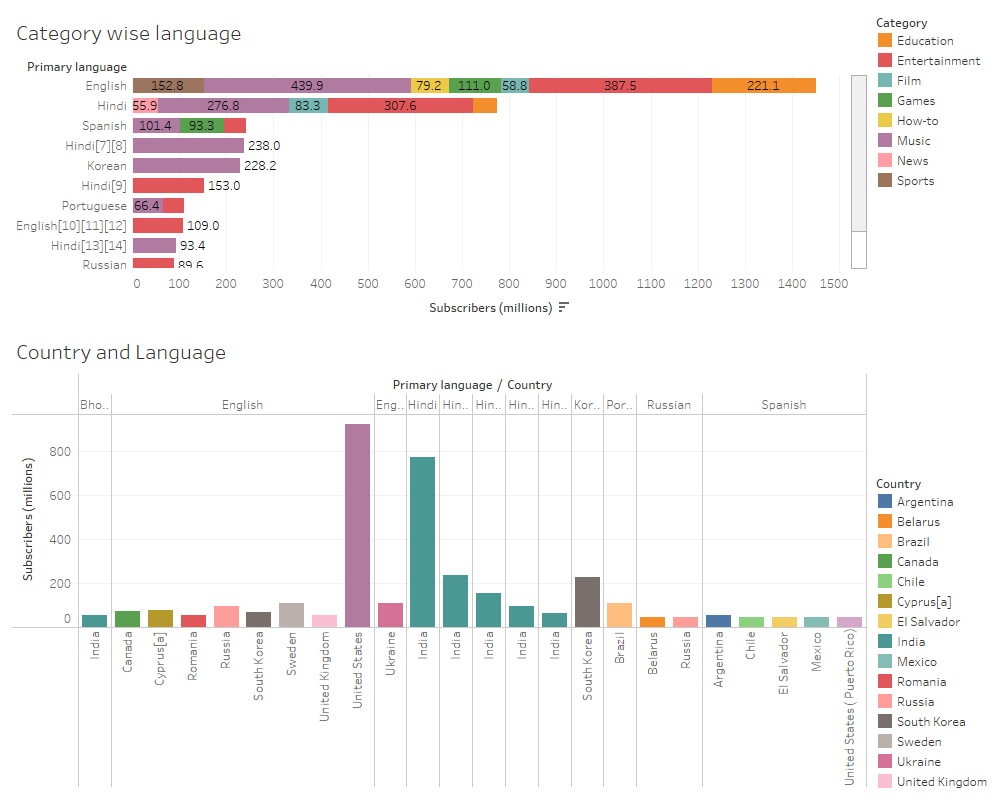 Category wise language
Primary language
English 152.8 439.9 79.2 111.0 58.8 387.5 221.1
Hindi 55.9 276.8 83.3 307.6
Spanish 101.4 93.3
Hindi[7][8] 238.0
Korean 228.2
Hindi[9] 153.0
Portuguese 66.4
English[10][11][12] 109.0
Hindi[13][14] 93.4
Russian 89.6
0 100 200 300 400 500 600 700 800 900 1000 1100 1200 1300 1400 1500
Subscribers (millions)
Category
Education
Entertainment
Film
Games
How-to
Music
News
Sports
Country and Language
Primary language / Country
Bho.. English Eng.. Hindi Hin.. Hin.. Hin.. Hin.. Kor.. Por.. Russian Spanish
Subscribers (millions)
800
600
400
200
0
India
Canada
Cyprus[a]
Romania
Russia
South Korea
Sweden
United Kingdom
United States
Ukraine
India
India
India
India
India
South Korea
Brazil
Belarus
Russia
Argentina
Chile
El Salvador
Mexico
United States ( Puerto Rico)
Country
Argentina
Belarus
Brazil
Canada
Chile
Cyprus[a]
El Salvador
India
Mexico
Romania
Russia
South Korea
Sweden
Ukraine
United Kingdom